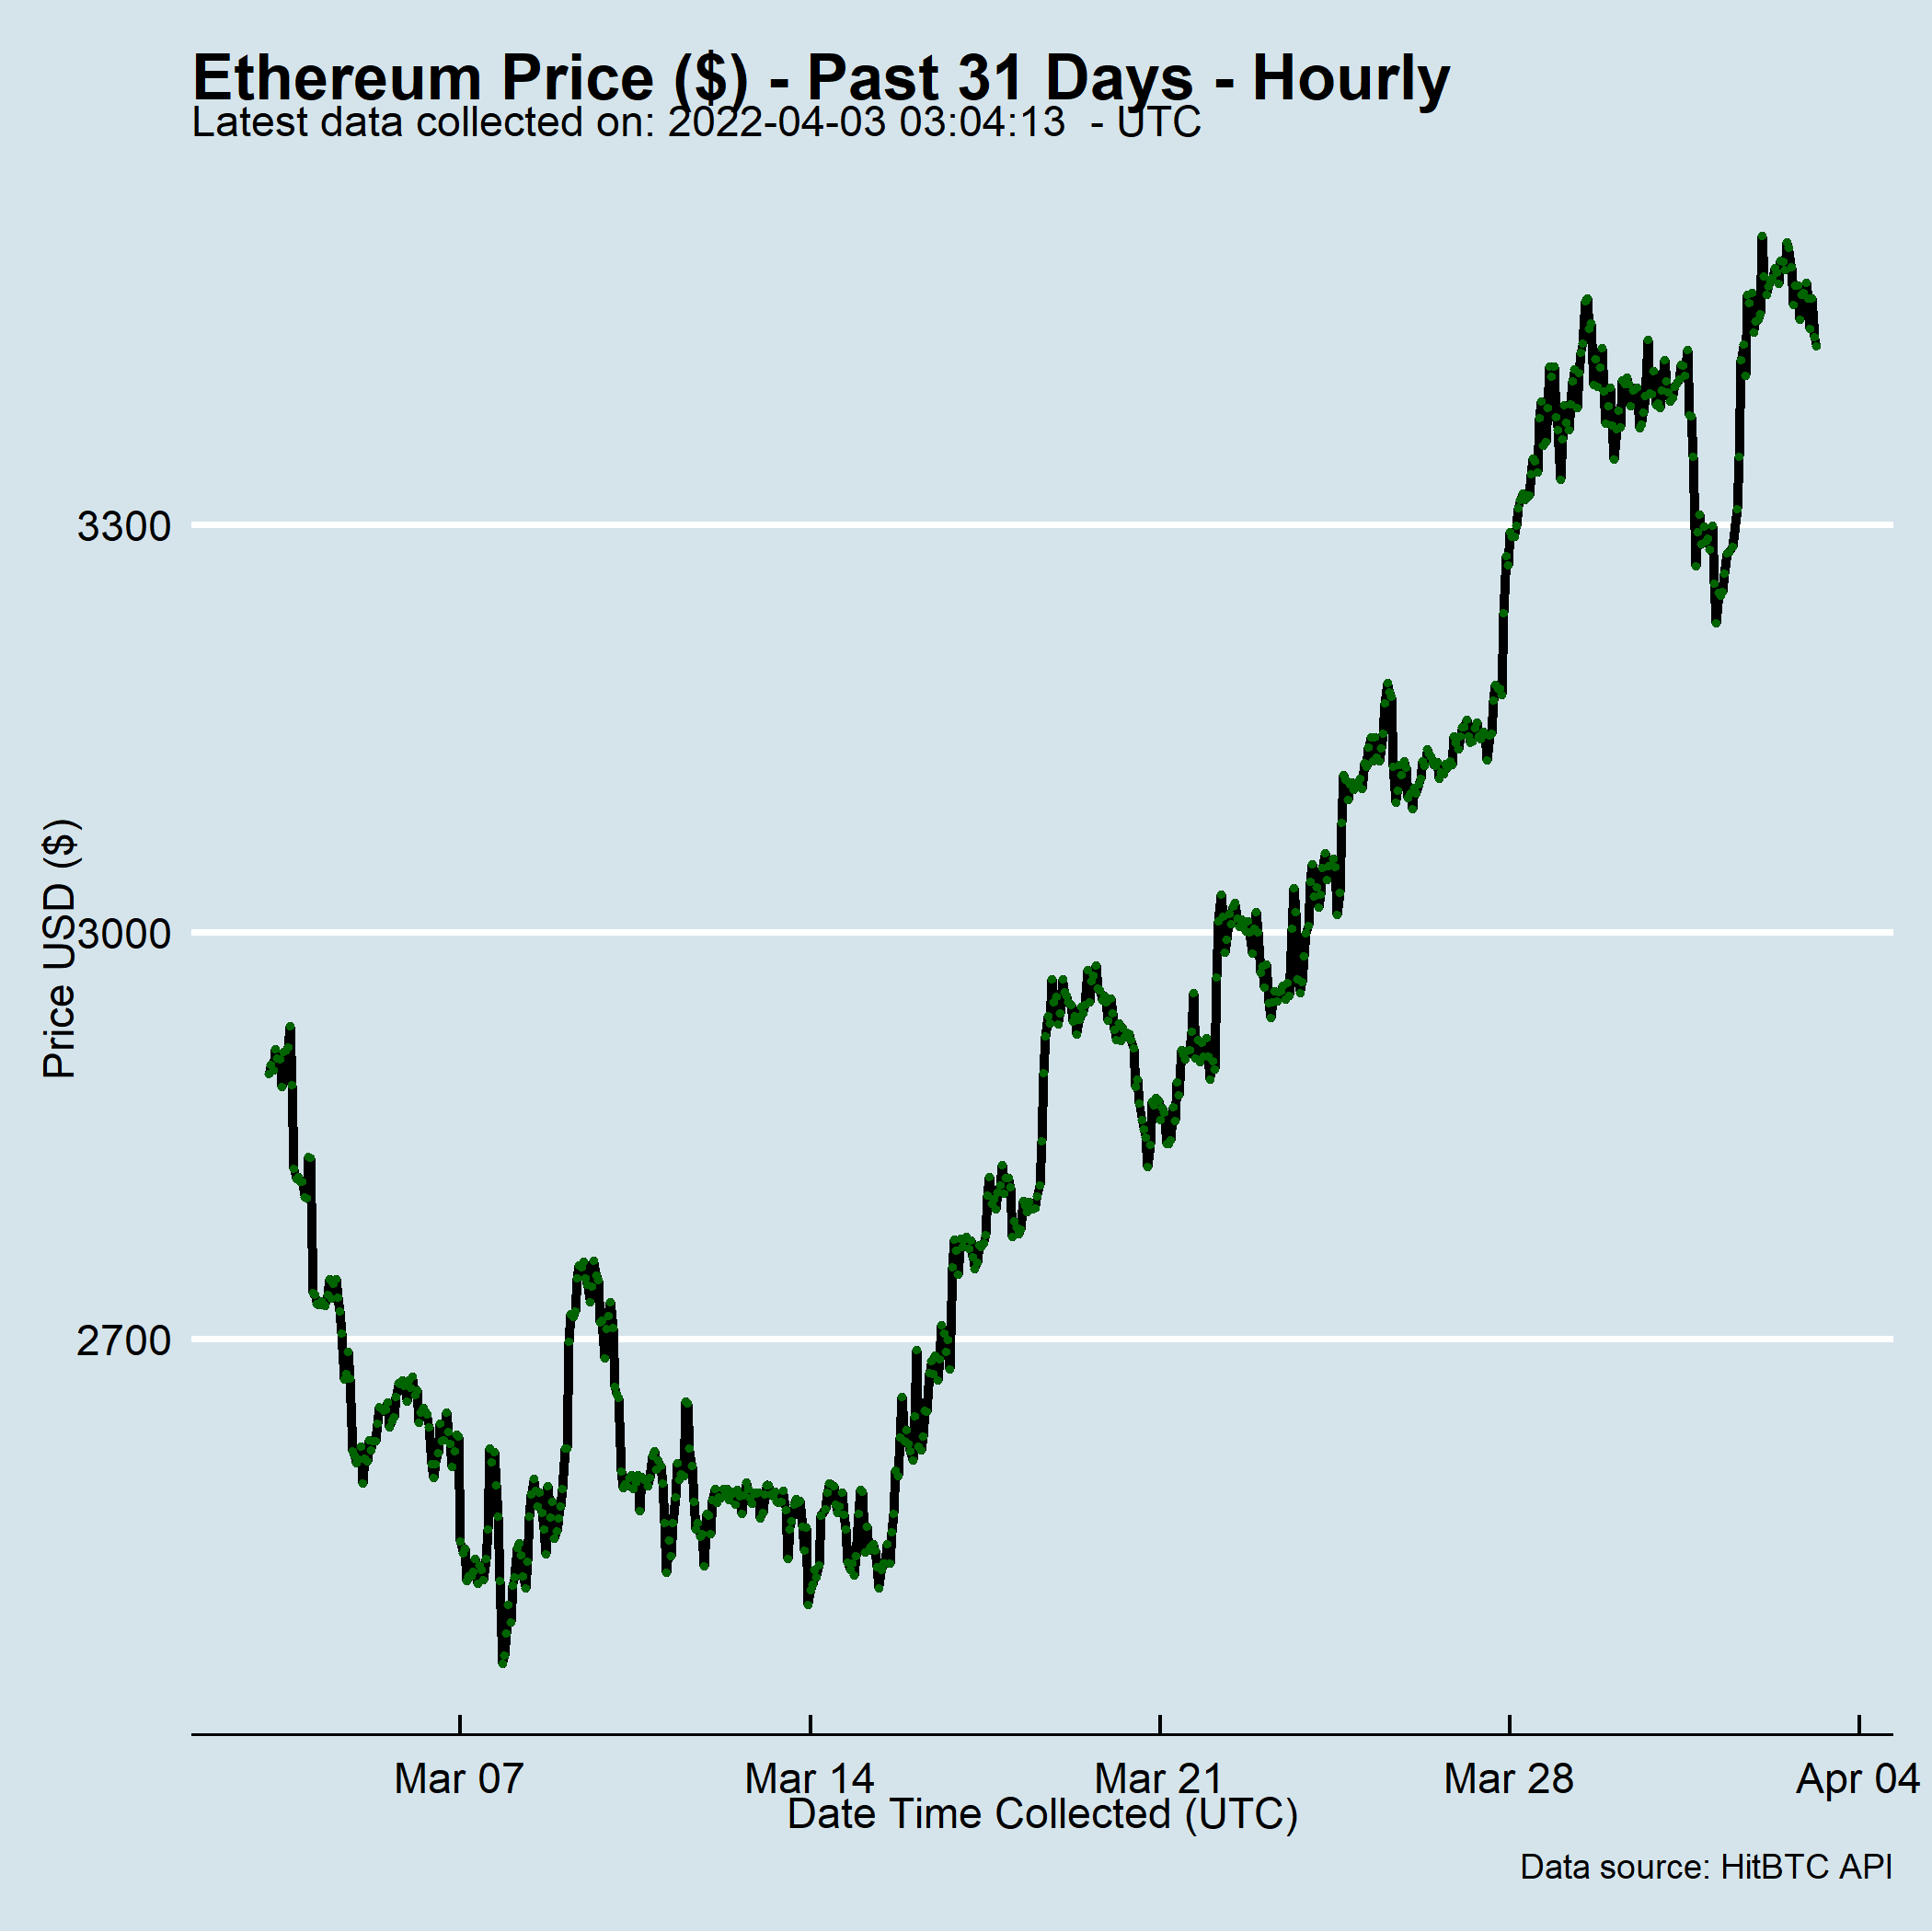 Ethereum Price ($) - Past 31 Days - Hourly
Latest data collected on: 2022-04-03 03:04:13  - UTC
3300
3000
2700
Price USD ($)
Mar 07
Mar 14
Mar 21
Mar 28
Apr 04
Date Time Collected (UTC)
Data source: HitBTC API